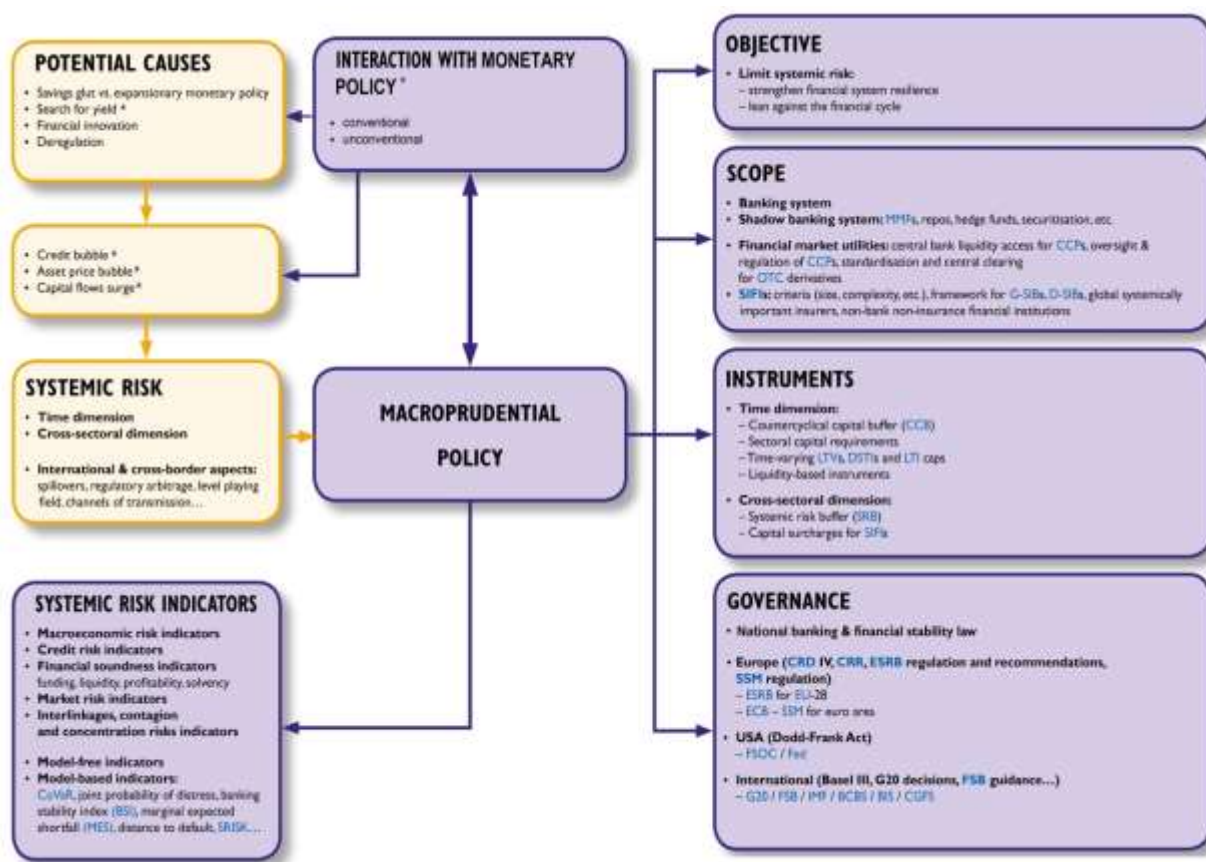 POTENTIAL CAUSES
• Savings glut vs. expansionary monetary policy
• Search for yield *
• Financial innovation
• Deregulation
INTERACTION WITH MONETARY
POLICY *
• conventional
• unconventional
• Credit bubble *
• Asset price bubble *
• Capital flows surge *
SYSTEMIC RISK
• Time dimension
• Cross-sectoral dimension
• International & cross-border aspects:
spillovers, regulatory arbitrage, level playing
field, channels of transmission…
MACROPRUDENTIAL
POLICY
SYSTEMIC RISK INDICATORS
• Macroeconomic risk indicators
• Credit risk indicators
• Financial soundness indicators
funding, liquidity, profitability, solvency
• Market risk indicators
• Interlinkages, contagion
and concentration risks indicators
• Model-free indicators
• Model-based indicators:
CoVaR, joint probability of distress, banking
stability index (BSI), marginal expected
shortfall (MES), distance to default, SRISK…
OBJECTIVE
• Limit systemic risk:
– strengthen financial system resilience
– lean against the financial cycle
SCOPE
• Banking system
• Shadow banking system: MMFs, repos, hedge funds, securitisation, etc.
• Financial market utilities: central bank liquidity access for CCPs, oversight &
regulation of CCPs, standardisation and central clearing
for OTC derivatives
• SIFIs: criteria (size, complexity, etc.), framework for G-SIBs, D-SIBs, global systemically
important insurers, non-bank non-insurance financial institutions
INSTRUMENTS
• Time dimension:
– Countercyclical capital buffer (CCB)
– Sectoral capital requirements
– Time-varying LTVs, DSTIs and LTI caps
– Liquidity-based instruments
• Cross-sectoral dimension:
– Systemic risk buffer (SRB)
– Capital surcharges for SIFIs
GOVERNANCE
• National banking & financial stability law
• Europe (CRD IV, CRR, ESRB regulation and recommendations,
SSM regulation)
– ESRB for EU-28
– ECB – SSM for euro area
• USA (Dodd-Frank Act)
– FSOC / Fed
• International (Basel III, G20 decisions, FSB guidance…)
– G20 / FSB / IMF / BCBS / BIS / CGFS